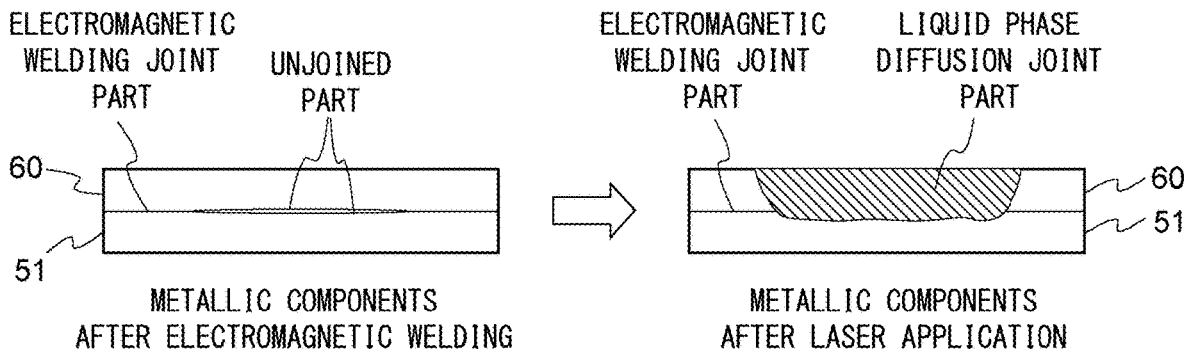 ELECTROMAGNETIC
WELDING JOINT
PART
UNJOINED
PART
60
51
METALLIC COMPONENTS
AFTER ELECTROMAGNETIC WELDING
ELECTROMAGNETIC
WELDING JOINT
PART
LIQUID PHASE
DIFFUSION JOINT
PART
60
51
METALLIC COMPONENTS
AFTER LASER APPLICATION